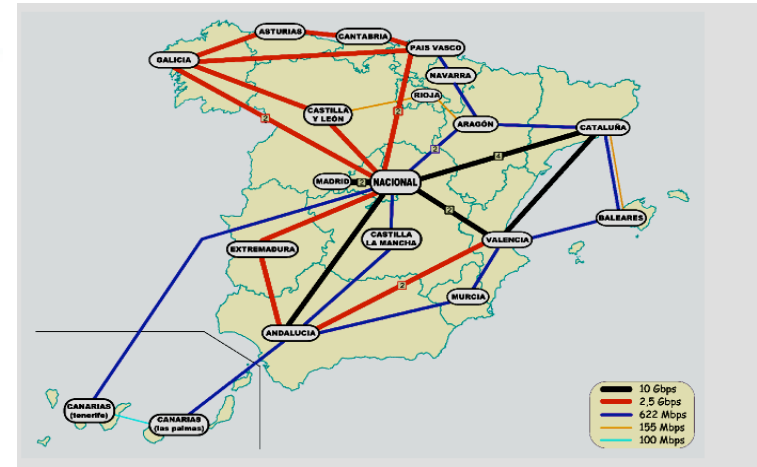 ASTURIAS
CANTABRIA
PAIS VASCO
GALICIA
NAVARRA
RIOJA
CASTILLA
Y LEÓN
2
2
ARAGÓN
CATALUÑA
2
4
MADRID
2
NACIONAL
2
BALEARES
EXTREMADURA
CASTILLA
LA MANCHA
VALENCIA
2
MURCIA
ANDALUCIA
CANARIAS
(tenerife)
CANARIAS
(las palmas)
10 Gbps
2,5 Gbps
622 Mbps
155 Mbps
100 Mbps